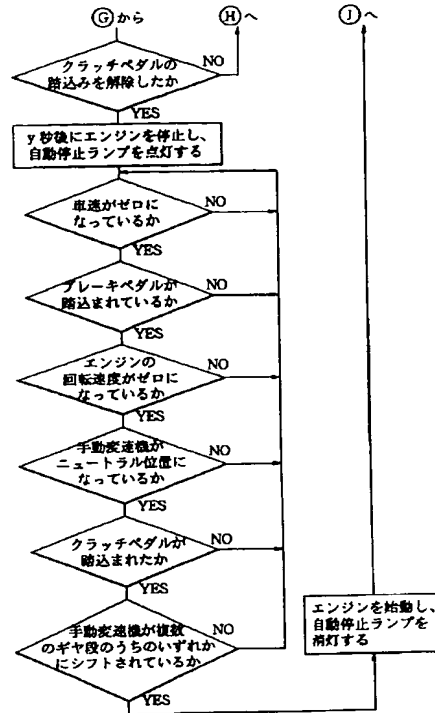 Ⓖから
Ⓗへ
Ⓙへ
クラッチペダルの
踏込みを解除したか
NO
YES
y秒後にエンジンを停止し、
自動停止ランプを点灯する
車速がゼロに
なっているか
NO
YES
ブレーキペダルが
踏込まれているか
NO
YES
エンジンの
回転速度がゼロに
なっているか
NO
YES
手動変速機が
ニュートラル位置に
なっているか
NO
YES
クラッチペダルが
踏込まれたか
NO
YES
手動変速機が複数
のギヤ段のうちのいずれか
にシフトされているか
NO
YES
エンジンを始動し、
自動停止ランプを
消灯する